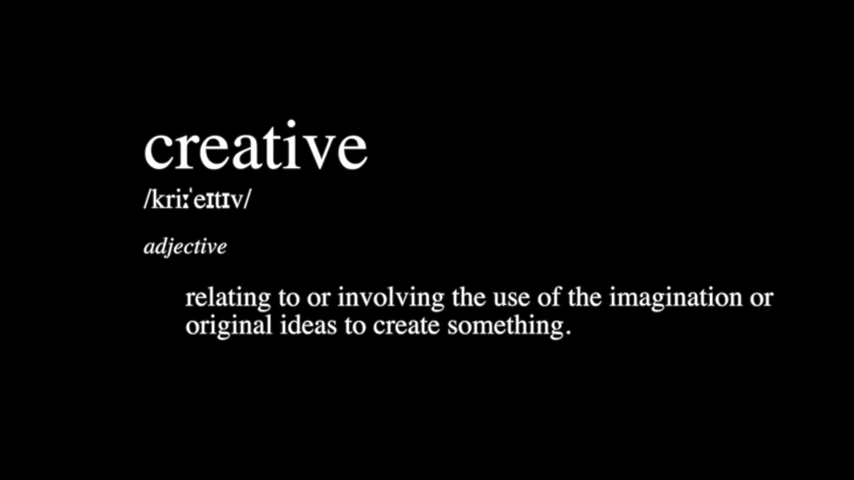 creative
/kriːˈeɪtɪv/
adjective
relating to or involving the use of the imagination or
original ideas to create something.